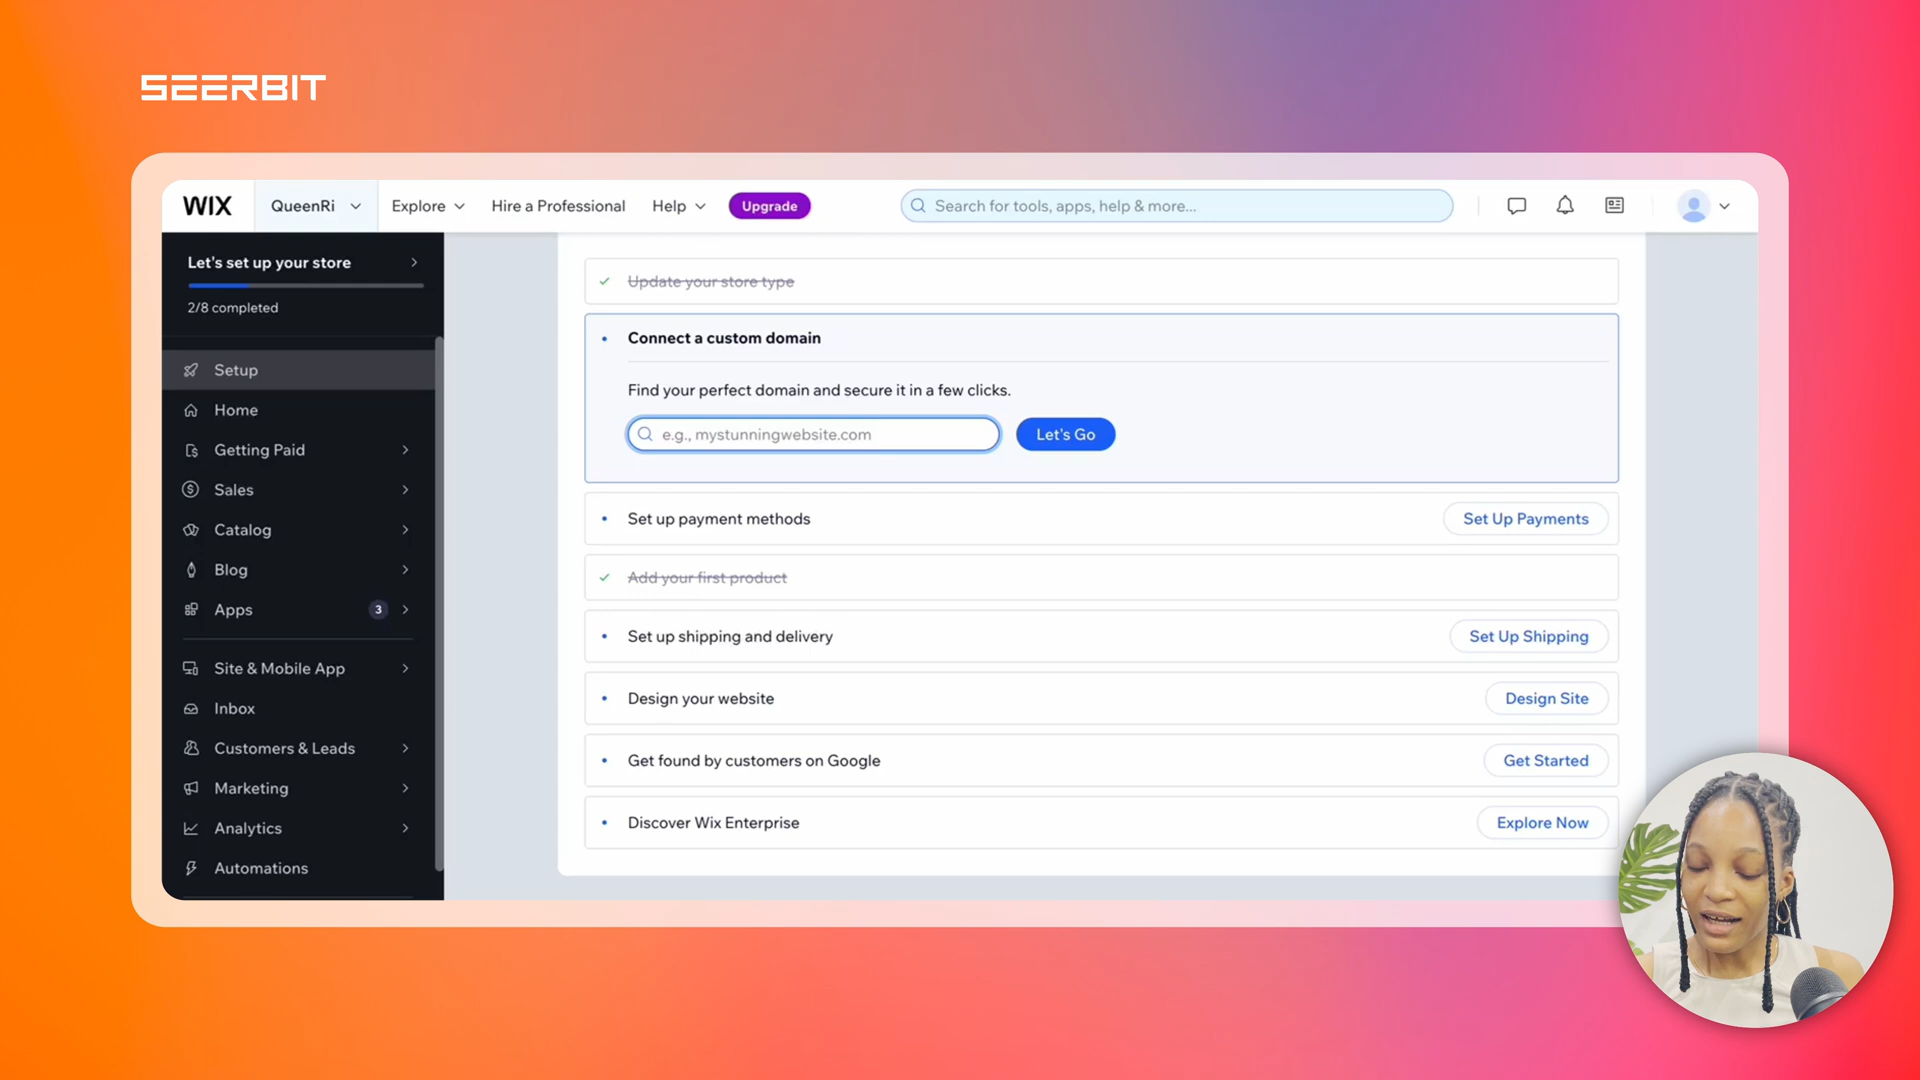 SEERBIT
WIX
QueenRi
Explore
Hire a Professional
Help
Upgrade
Search for tools, apps, help & more...
Let's set up your store
2/8 completed
Setup
Home
Getting Paid
Sales
Catalog
Blog
Apps
3
Site & Mobile App
Inbox
Customers & Leads
Marketing
Analytics
Automations
Update your store type
Connect a custom domain
Find your perfect domain and secure it in a few clicks.
e.g., mystunningwebsite.com
Let's Go
Set up payment methods
Set Up Payments
Add your first product
Set up shipping and delivery
Set Up Shipping
Design your website
Design Site
Get found by customers on Google
Get Started
Discover Wix Enterprise
Explore Now